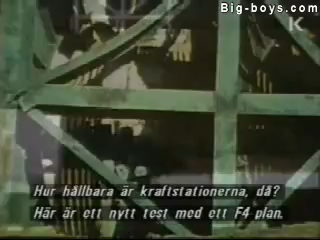 Big-boys.com
K
Hur hållbara är kraftstationerna, då?
Här är ett nytt test med ett F4 plan.